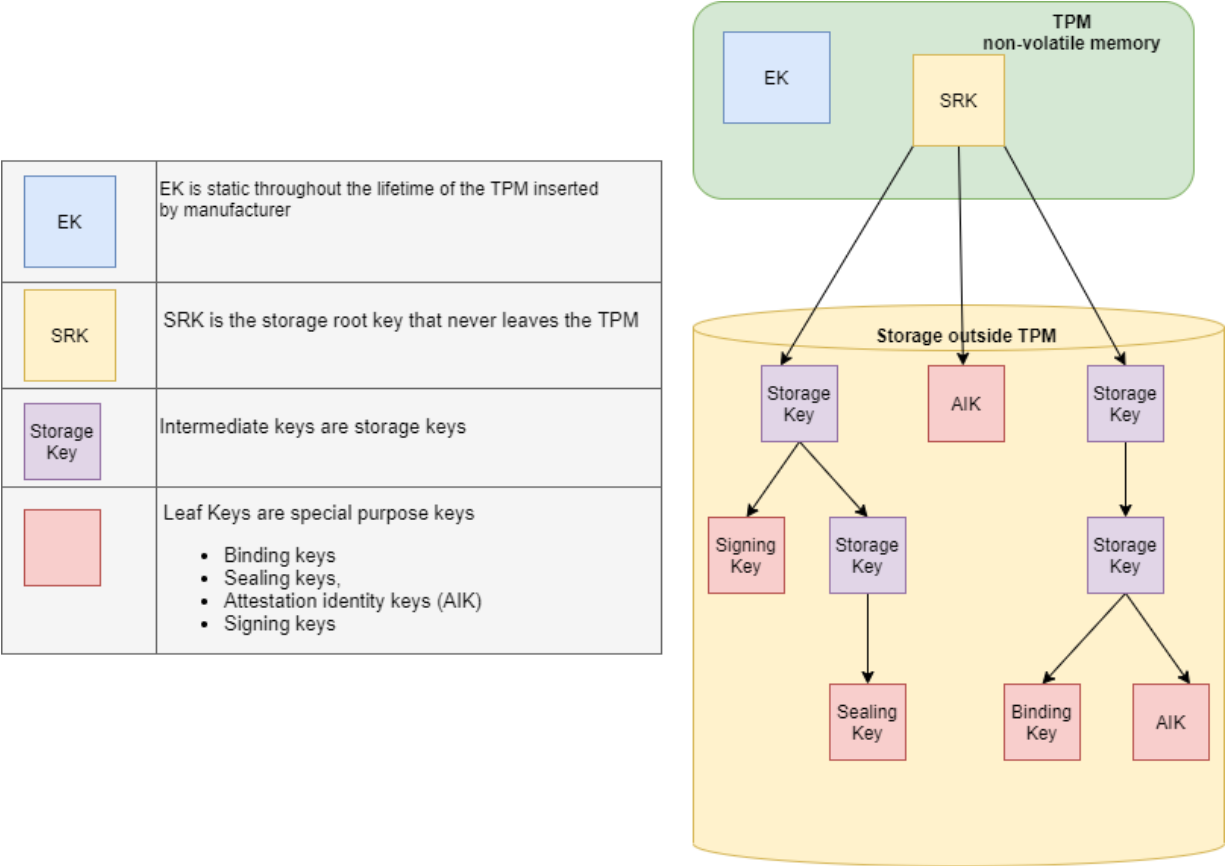 TPM
non-volatile memory
EK
SRK
EK
EK is static throughout the lifetime of the TPM inserted
by manufacturer
SRK
SRK is the storage root key that never leaves the TPM
Storage
Key
Intermediate keys are storage keys
Leaf Keys are special purpose keys
• Binding keys
• Sealing keys,
• Attestation identity keys (AIK)
• Signing keys
Storage outside TPM
Storage
Key
AIK
Storage
Key
Signing
Key
Storage
Key
Storage
Key
Sealing
Key
Binding
Key
AIK